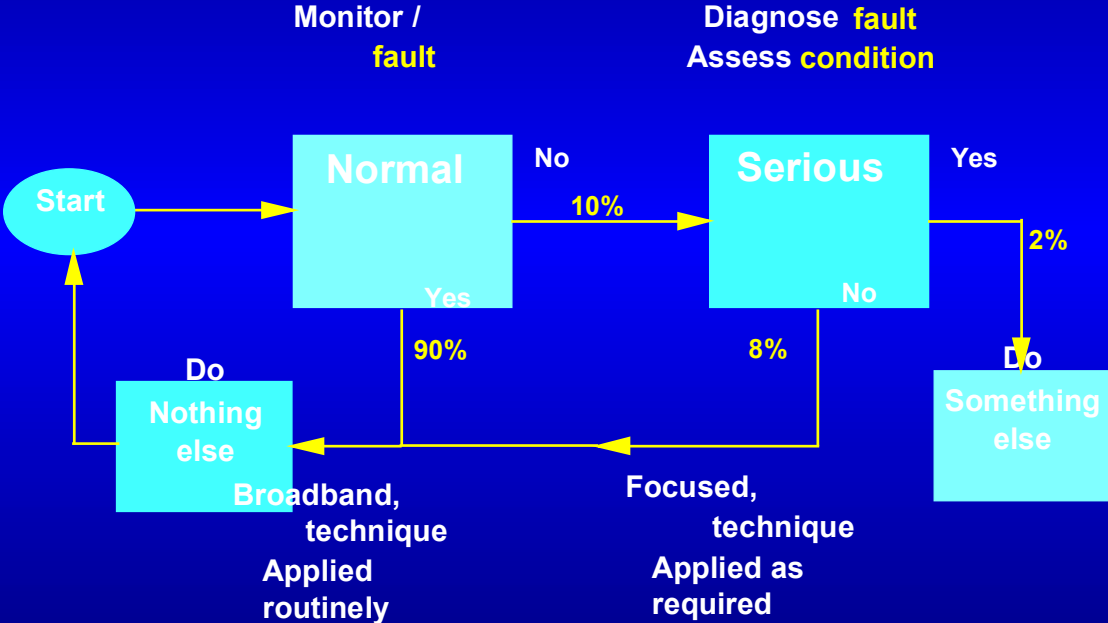 Monitor /
fault
Diagnose fault
Assess condition
Start
Normal
No
10%
Serious
Yes
2%
Yes
90%
No
8%
Do
Nothing
else
Do
Something
else
Broadband,
technique
Applied
routinely
Focused,
technique
Applied as
required